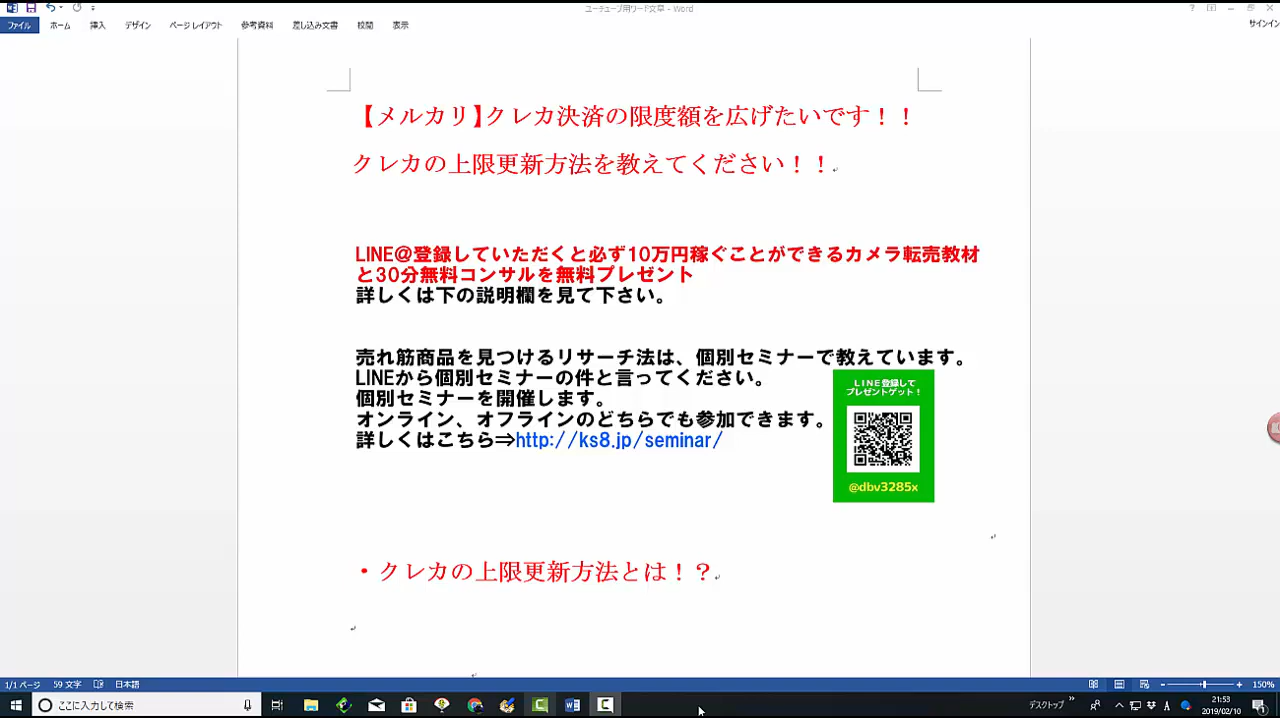 ユーチューブ用ワード文章 - Word
サインイン
ファイル ホーム 挿入 デザイン ページ レイアウト 参考資料 差し込み文書 校閲 表示
【メルカリ】クレカ決済の限度額を広げたいです！！
クレカの上限更新方法を教えてください！！
LINE@登録していただくと必ず10万円稼ぐことができるカメラ転売教材
と30分無料コンサルを無料プレゼント
詳しくは下の説明欄を見て下さい。
売れ筋商品を見つけるリサーチ法は、個別セミナーで教えています。
LINEから個別セミナーの件と言ってください。
個別セミナーを開催します。
オンライン、オフラインのどちらでも参加できます。
詳しくはこちら⇒http://ks8.jp/seminar/
LINE登録して
プレゼントゲット！
@dbv3285x
・クレカの上限更新方法とは！？
1/1 ページ 59 文字 日本語
150%
ここに入力して検索
デスクトップ
21:53
2019/02/10